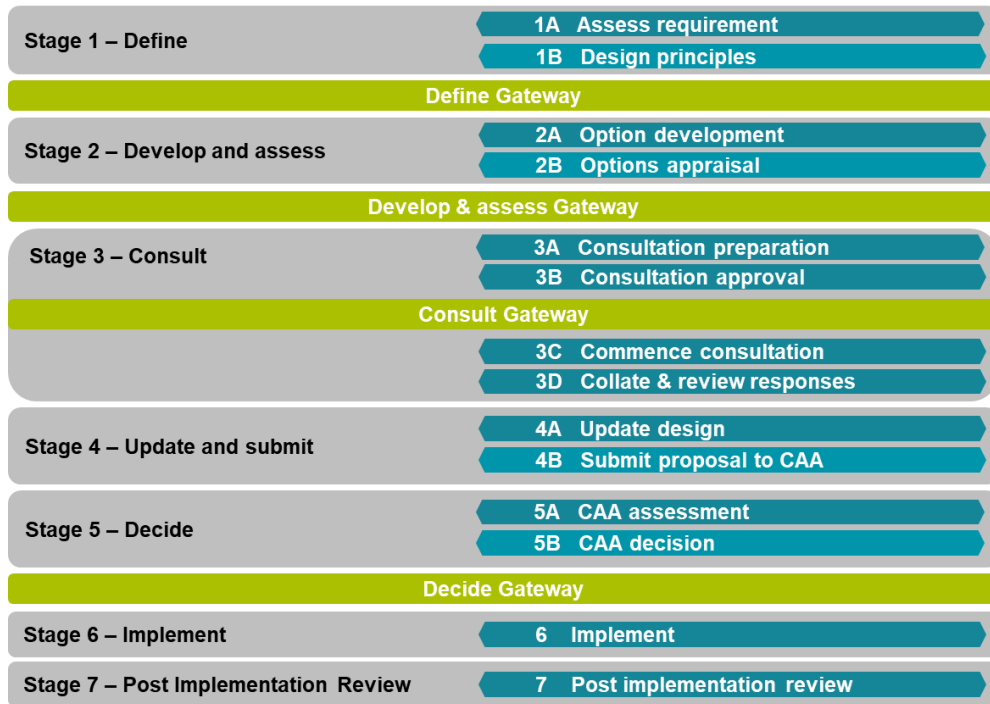 Stage 1 – Define
1A Assess requirement
1B Design principles
Define Gateway
Stage 2 – Develop and assess
2A Option development
2B Options appraisal
Develop & assess Gateway
Stage 3 – Consult
3A Consultation preparation
3B Consultation approval
Consult Gateway
3C Commence consultation
3D Collate & review responses
Stage 4 – Update and submit
4A Update design
4B Submit proposal to CAA
Stage 5 – Decide
5A CAA assessment
5B CAA decision
Decide Gateway
Stage 6 – Implement
6 Implement
Stage 7 – Post Implementation Review
7 Post implementation review